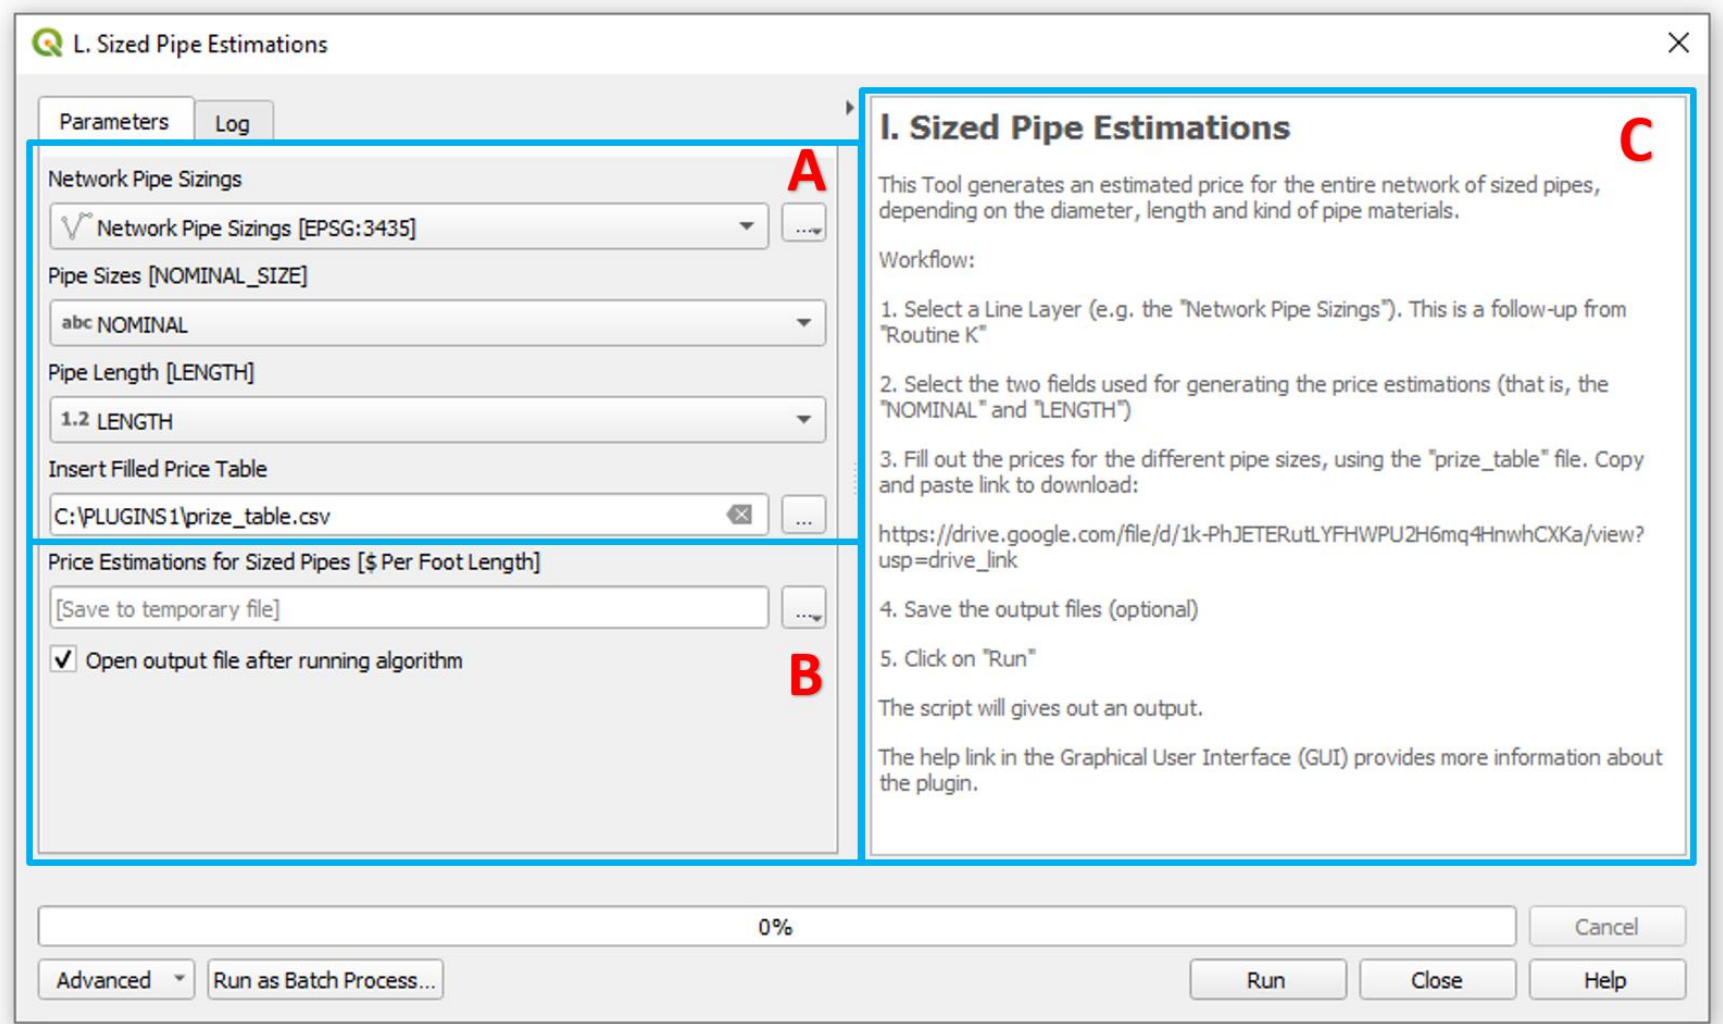 L. Sized Pipe Estimations
Parameters
Log
A
Network Pipe Sizings
Network Pipe Sizings [EPSG:3435]
...
Pipe Sizes [NOMINAL_SIZE]
abc NOMINAL
Pipe Length [LENGTH]
1.2 LENGTH
Insert Filled Price Table
C:\PLUGINS1\prize_table.csv
...
Price Estimations for Sized Pipes [$ Per Foot Length]
[Save to temporary file]
...
Open output file after running algorithm
B
l. Sized Pipe Estimations
C
This Tool generates an estimated price for the entire network of sized pipes,
depending on the diameter, length and kind of pipe materials.
Workflow:
1. Select a Line Layer (e.g. the "Network Pipe Sizings"). This is a follow-up from
"Routine K"
2. Select the two fields used for generating the price estimations (that is, the
"NOMINAL" and "LENGTH")
3. Fill out the prices for the different pipe sizes, using the "prize_table" file. Copy
and paste link to download:
https://drive.google.com/file/d/1k-PhJETERutLYFHWPU2H6mq4HnwhCXKa/view?
usp=drive_link
4. Save the output files (optional)
5. Click on "Run"
The script will gives out an output.
The help link in the Graphical User Interface (GUI) provides more information about
the plugin.
0%
Cancel
Advanced
Run as Batch Process...
Run
Close
Help